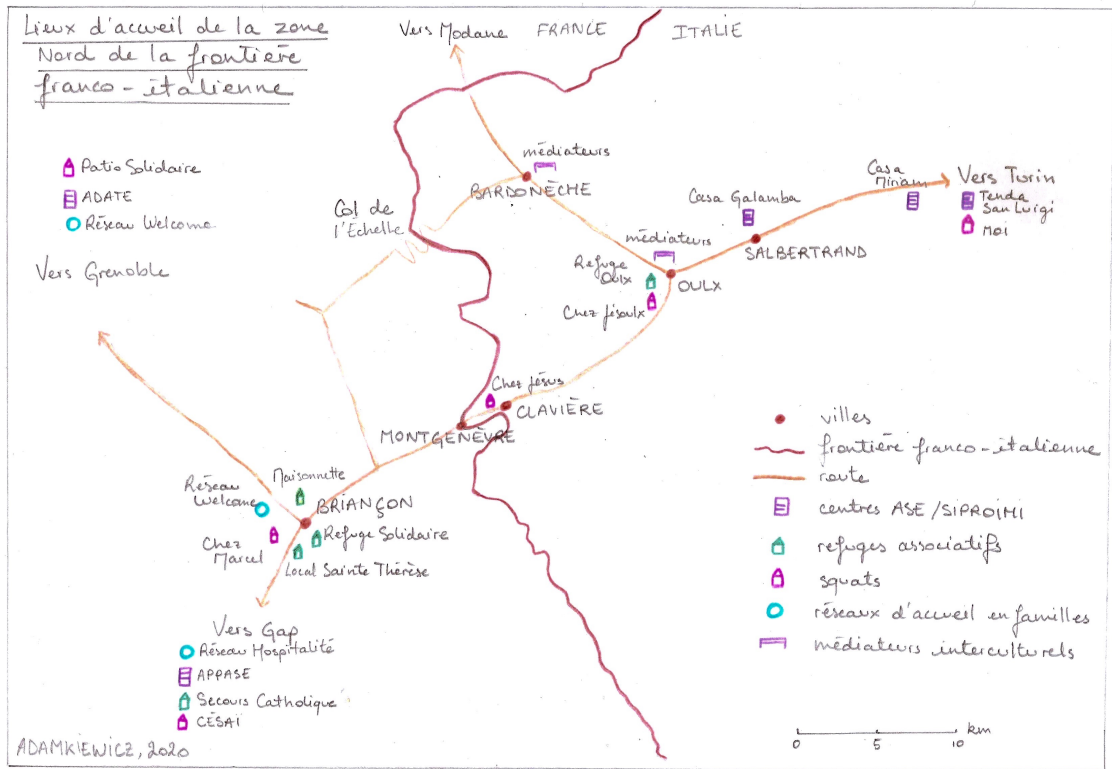 Lieux d'accueil de la zone
Nord de la frontière
franco-italienne
Vers Modane
FRANCE
ITALIE
Patio Solidaire
ADATE
Réseau Welcome
Vers Grenoble
Col de
l'Échelle
médiateurs
BARDONÈCHE
Casa
Miriam
Vers Turin
Tenda
San Luigi
MOI
Casa Galamba
SALBERTRAND
médiateurs
Refuge
Oulx
OULX
Chez Jésoulx
Chez Jésus
CLAVIÈRE
MONTGENÈVRE
Maisonnette
Réseau
Welcome
BRIANÇON
Chez
Marcel
Refuge Solidaire
Local Sainte Thérèse
Vers Gap
Réseau Hospitalité
APPASE
Secours Catholique
CÉSAÏ
villes
frontière franco-italienne
route
centres ASE/SIPROIMI
refuges associatifs
squats
réseaux d'accueil en familles
médiateurs interculturels
km
0 5 10
ADAMKIEWICZ, 2020